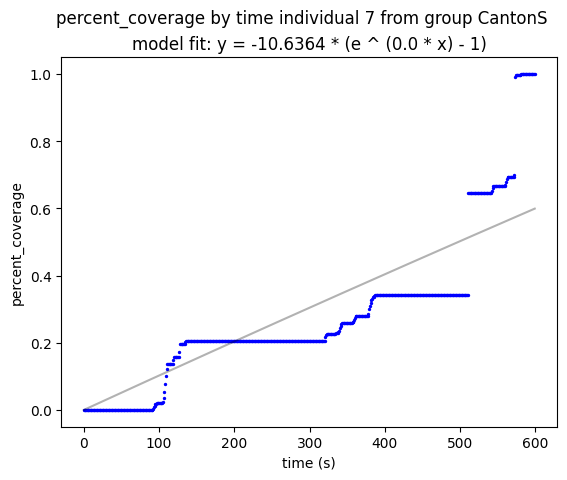 percent_coverage by time individual 7 from group CantonS
model fit: y = -10.6364 * (e ^ (0.0 * x) - 1)
1.0
0.8
0.6
0.4
0.2
0.0
percent_coverage
0 100 200 300 400 500 600
time (s)